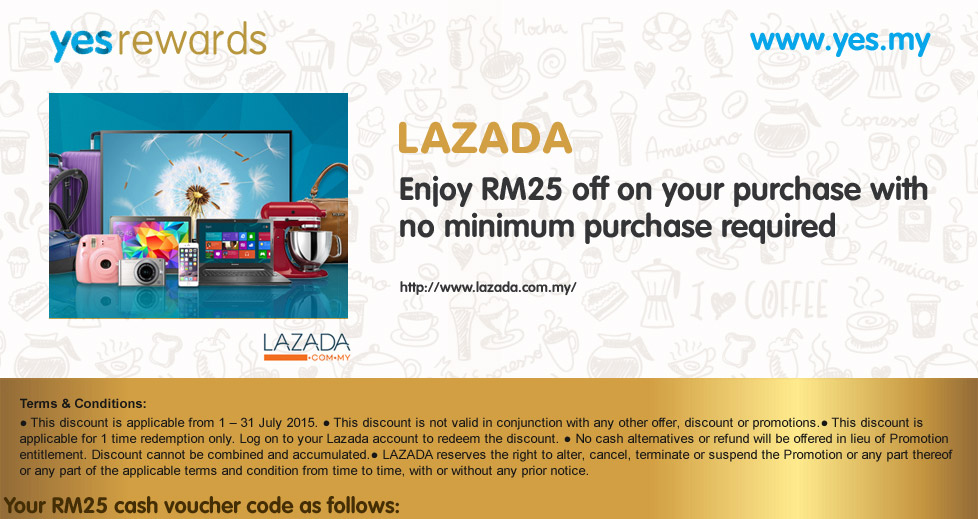 yesrewards
www.yes.my
LAZADA
Enjoy RM25 off on your purchase with
no minimum purchase required
http://www.lazada.com.my/
LAZADA
.COM.MY
Mocha
Espresso
Americano
Americano
I COFFEE
Espresso
Terms & Conditions:
● This discount is applicable from 1 – 31 July 2015. ● This discount is not valid in conjunction with any other offer, discount or promotions.● This discount is
applicable for 1 time redemption only. Log on to your Lazada account to redeem the discount. ● No cash alternatives or refund will be offered in lieu of Promotion
entitlement. Discount cannot be combined and accumulated.● LAZADA reserves the right to alter, cancel, terminate or suspend the Promotion or any part thereof
or any part of the applicable terms and condition from time to time, with or without any prior notice.
Your RM25 cash voucher code as follows: